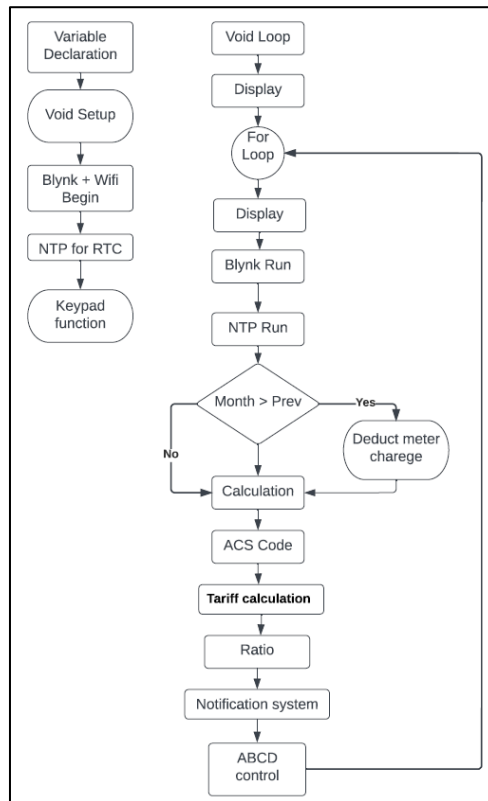 Variable
Declaration
Void Setup
Blynk + Wifi
Begin
NTP for RTC
Keypad
function
Void Loop
Display
For
Loop
Display
Blynk Run
NTP Run
Month > Prev
Yes
No
Deduct meter
charege
Calculation
ACS Code
Tariff calculation
Ratio
Notification system
ABCD
control